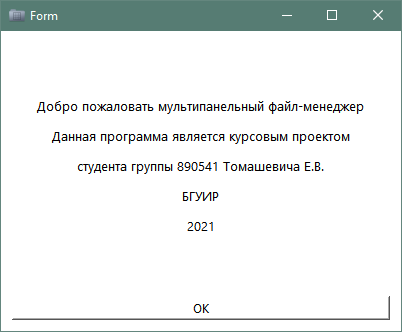 Form
Добро пожаловать мультипанельный файл-менеджер
Данная программа является курсовым проектом
студента группы 890541 Томашевича Е.В.
БГУИР
2021
OK